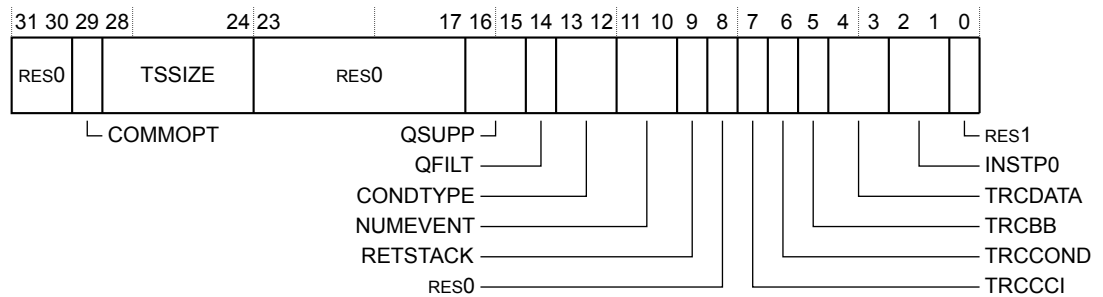 31 30 29 28 24 23 17 16 15 14 13 12 11 10 9 8 7 6 5 4 3 2 1 0
RES0 TSSIZE RES0
COMMOPT QSUPP RES1
QFILT INSTP0
CONDTYPE TRCDATA
NUMEVENT TRCBB
RETSTACK TRCCOND
RES0 TRCCCI